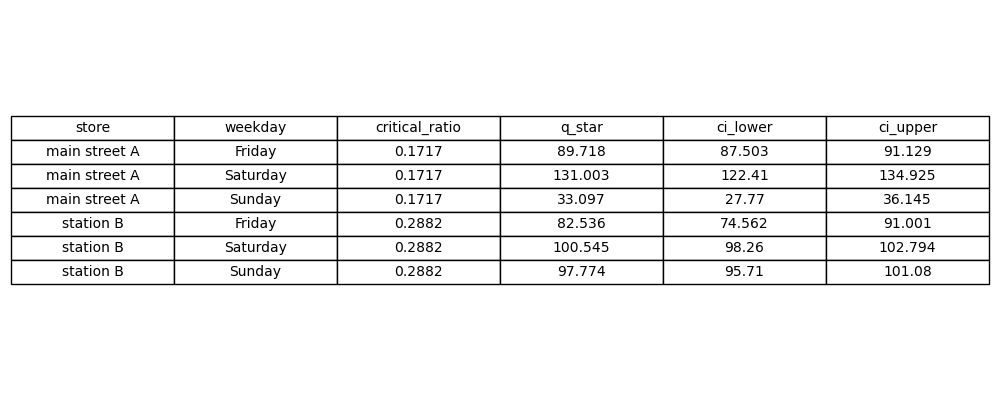 store weekday critical_ratio q_star ci_lower ci_upper
main street A Friday 0.1717 89.718 87.503 91.129
main street A Saturday 0.1717 131.003 122.41 134.925
main street A Sunday 0.1717 33.097 27.77 36.145
station B Friday 0.2882 82.536 74.562 91.001
station B Saturday 0.2882 100.545 98.26 102.794
station B Sunday 0.2882 97.774 95.71 101.08